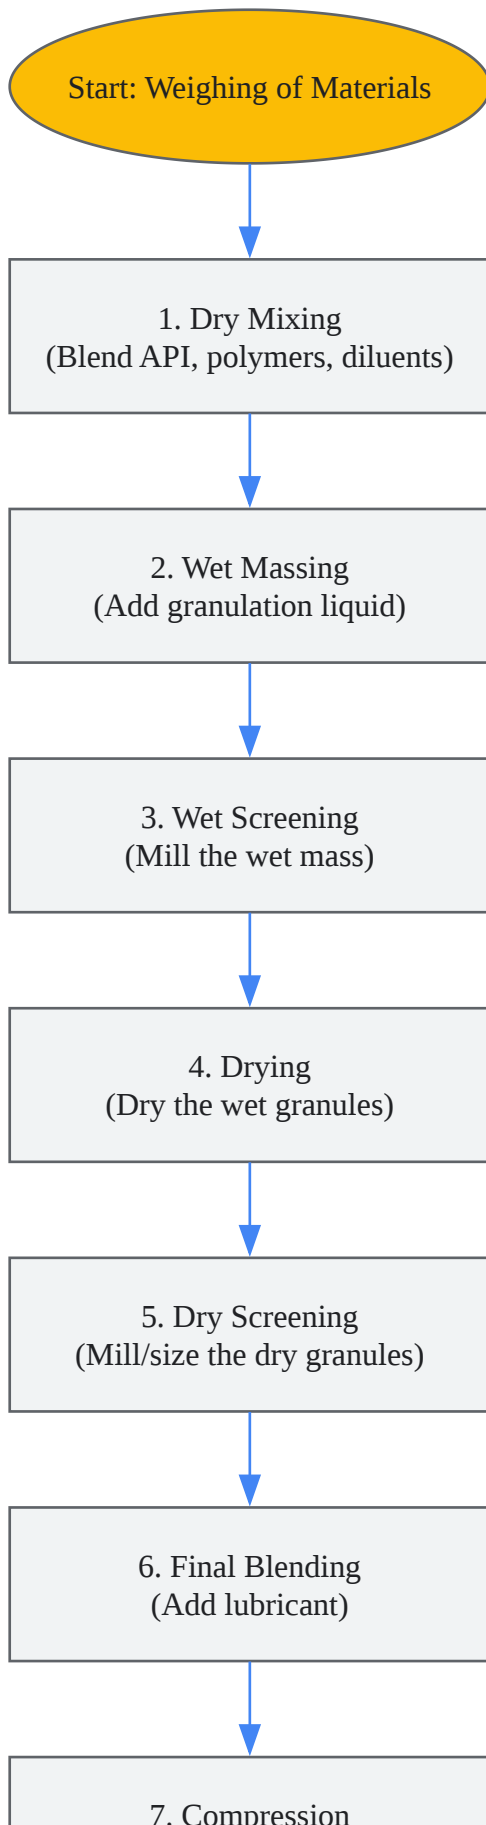 Start: Weighing of Materials
1. Dry Mixing
(Blend API, polymers, diluents)
2. Wet Massing
(Add granulation liquid)
3. Wet Screening
(Mill the wet mass)
4. Drying
(Dry the wet granules)
5. Dry Screening
(Mill/size the dry granules)
6. Final Blending
(Add lubricant)
7. Compression